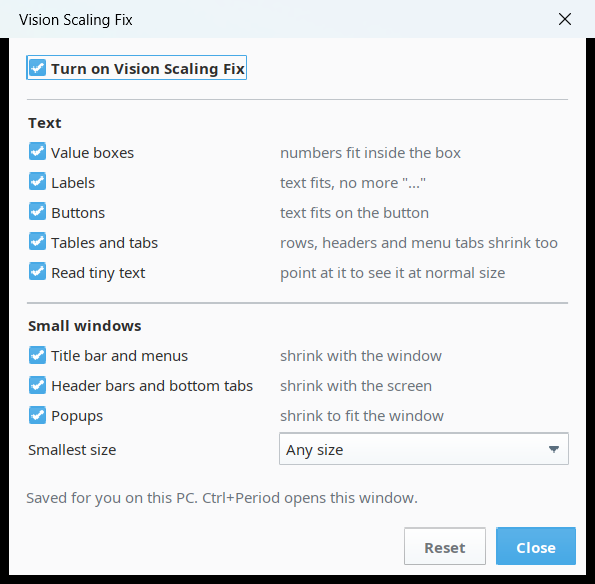 Vision Scaling Fix
Turn on Vision Scaling Fix
Text
Value boxes numbers fit inside the box
Labels text fits, no more "..."
Buttons text fits on the button
Tables and tabs rows, headers and menu tabs shrink too
Read tiny text point at it to see it at normal size
Small windows
Title bar and menus shrink with the window
Header bars and bottom tabs shrink with the screen
Popups shrink to fit the window
Smallest size Any size
Saved for you on this PC. Ctrl+Period opens this window.
Reset Close